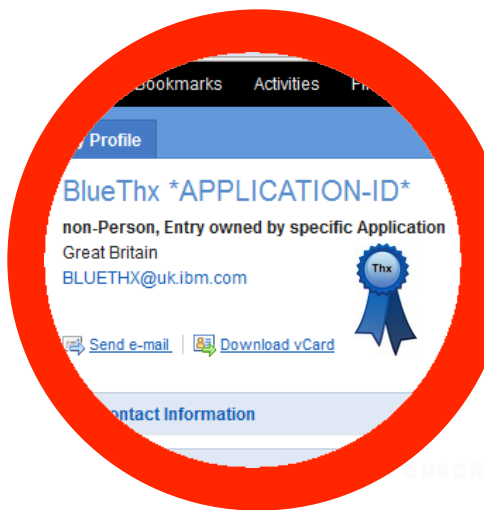 Bookmarks Activities
Profile
BlueThx *APPLICATION-ID*
non-Person, Entry owned by specific Application
Great Britain
BLUETHX@uk.ibm.com
Thx
Send e-mail Download vCard
Contact Information